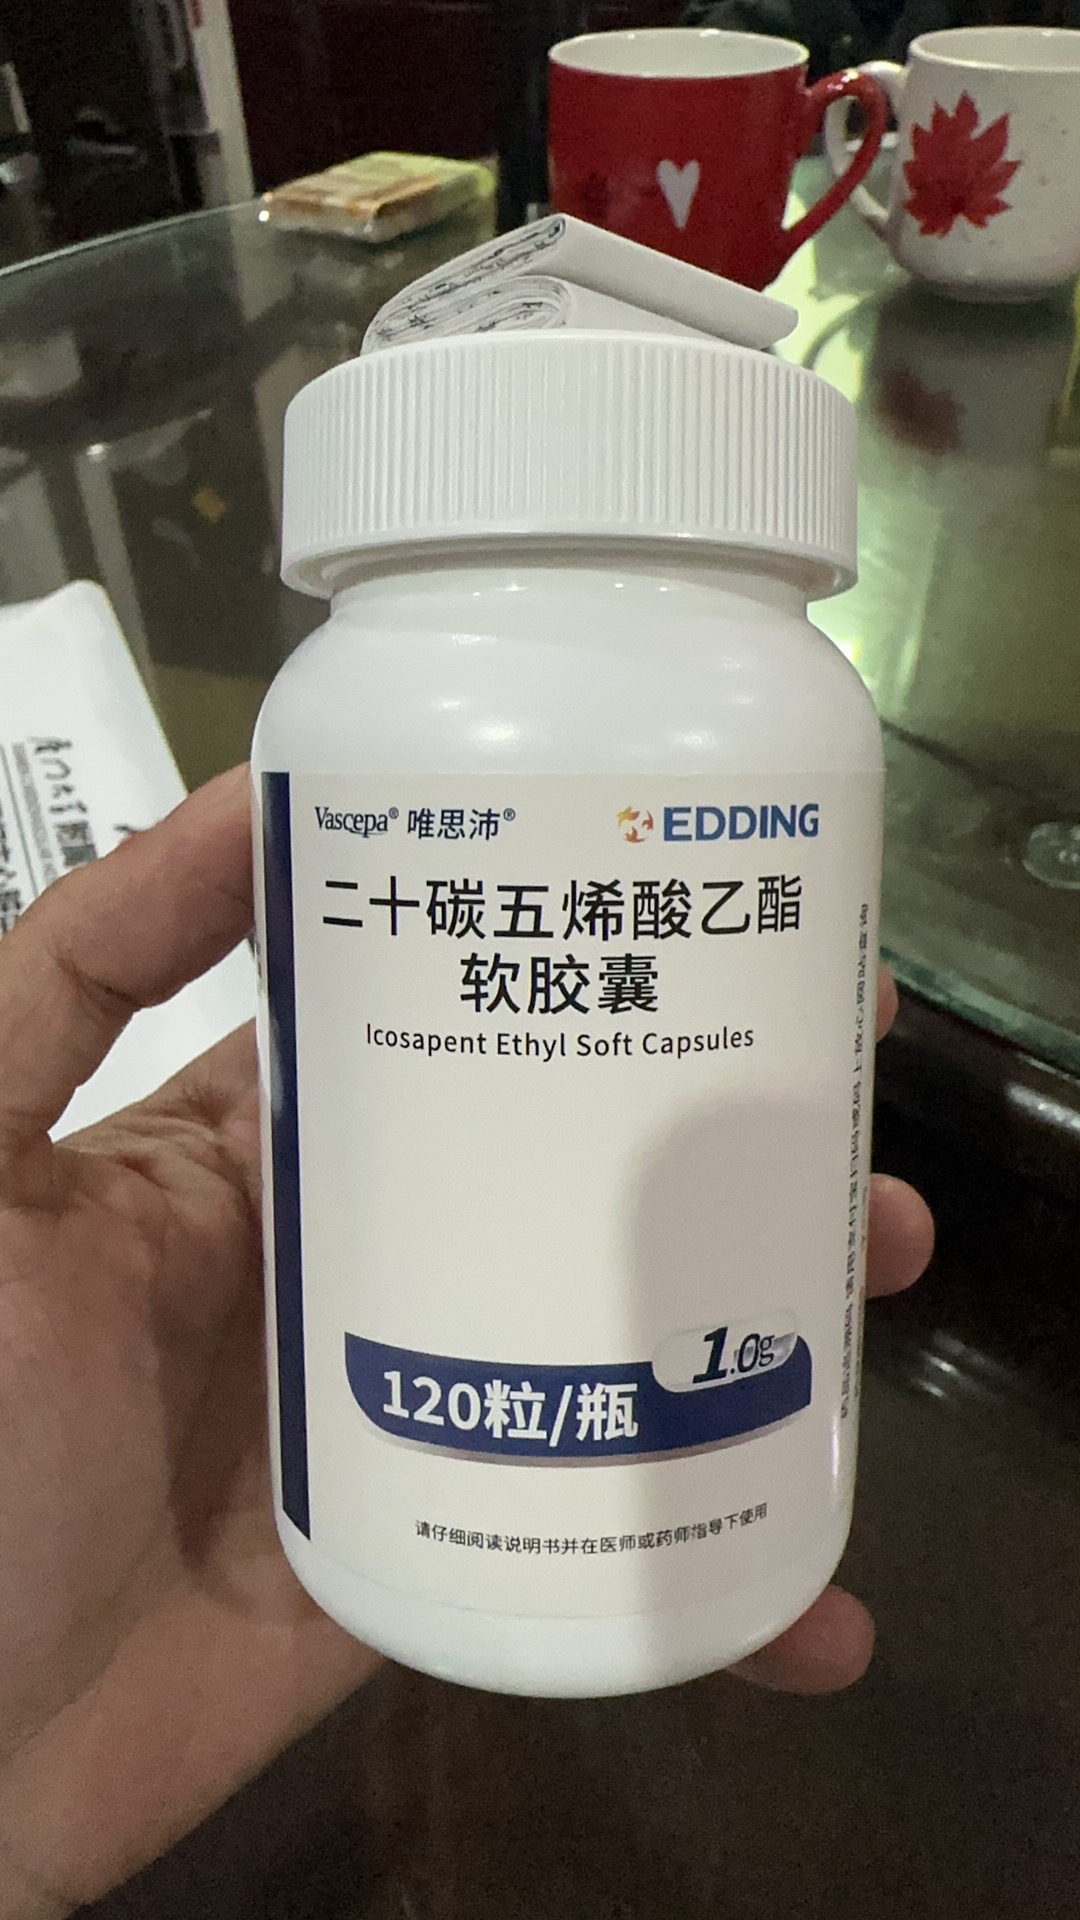 Vascepa® 唯思沛®
EDDING
二十碳五烯酸乙酯
软胶囊
Icosapent Ethyl Soft Capsules
1.0g
120粒/瓶
请仔细阅读说明书并在医师或药师指导下使用